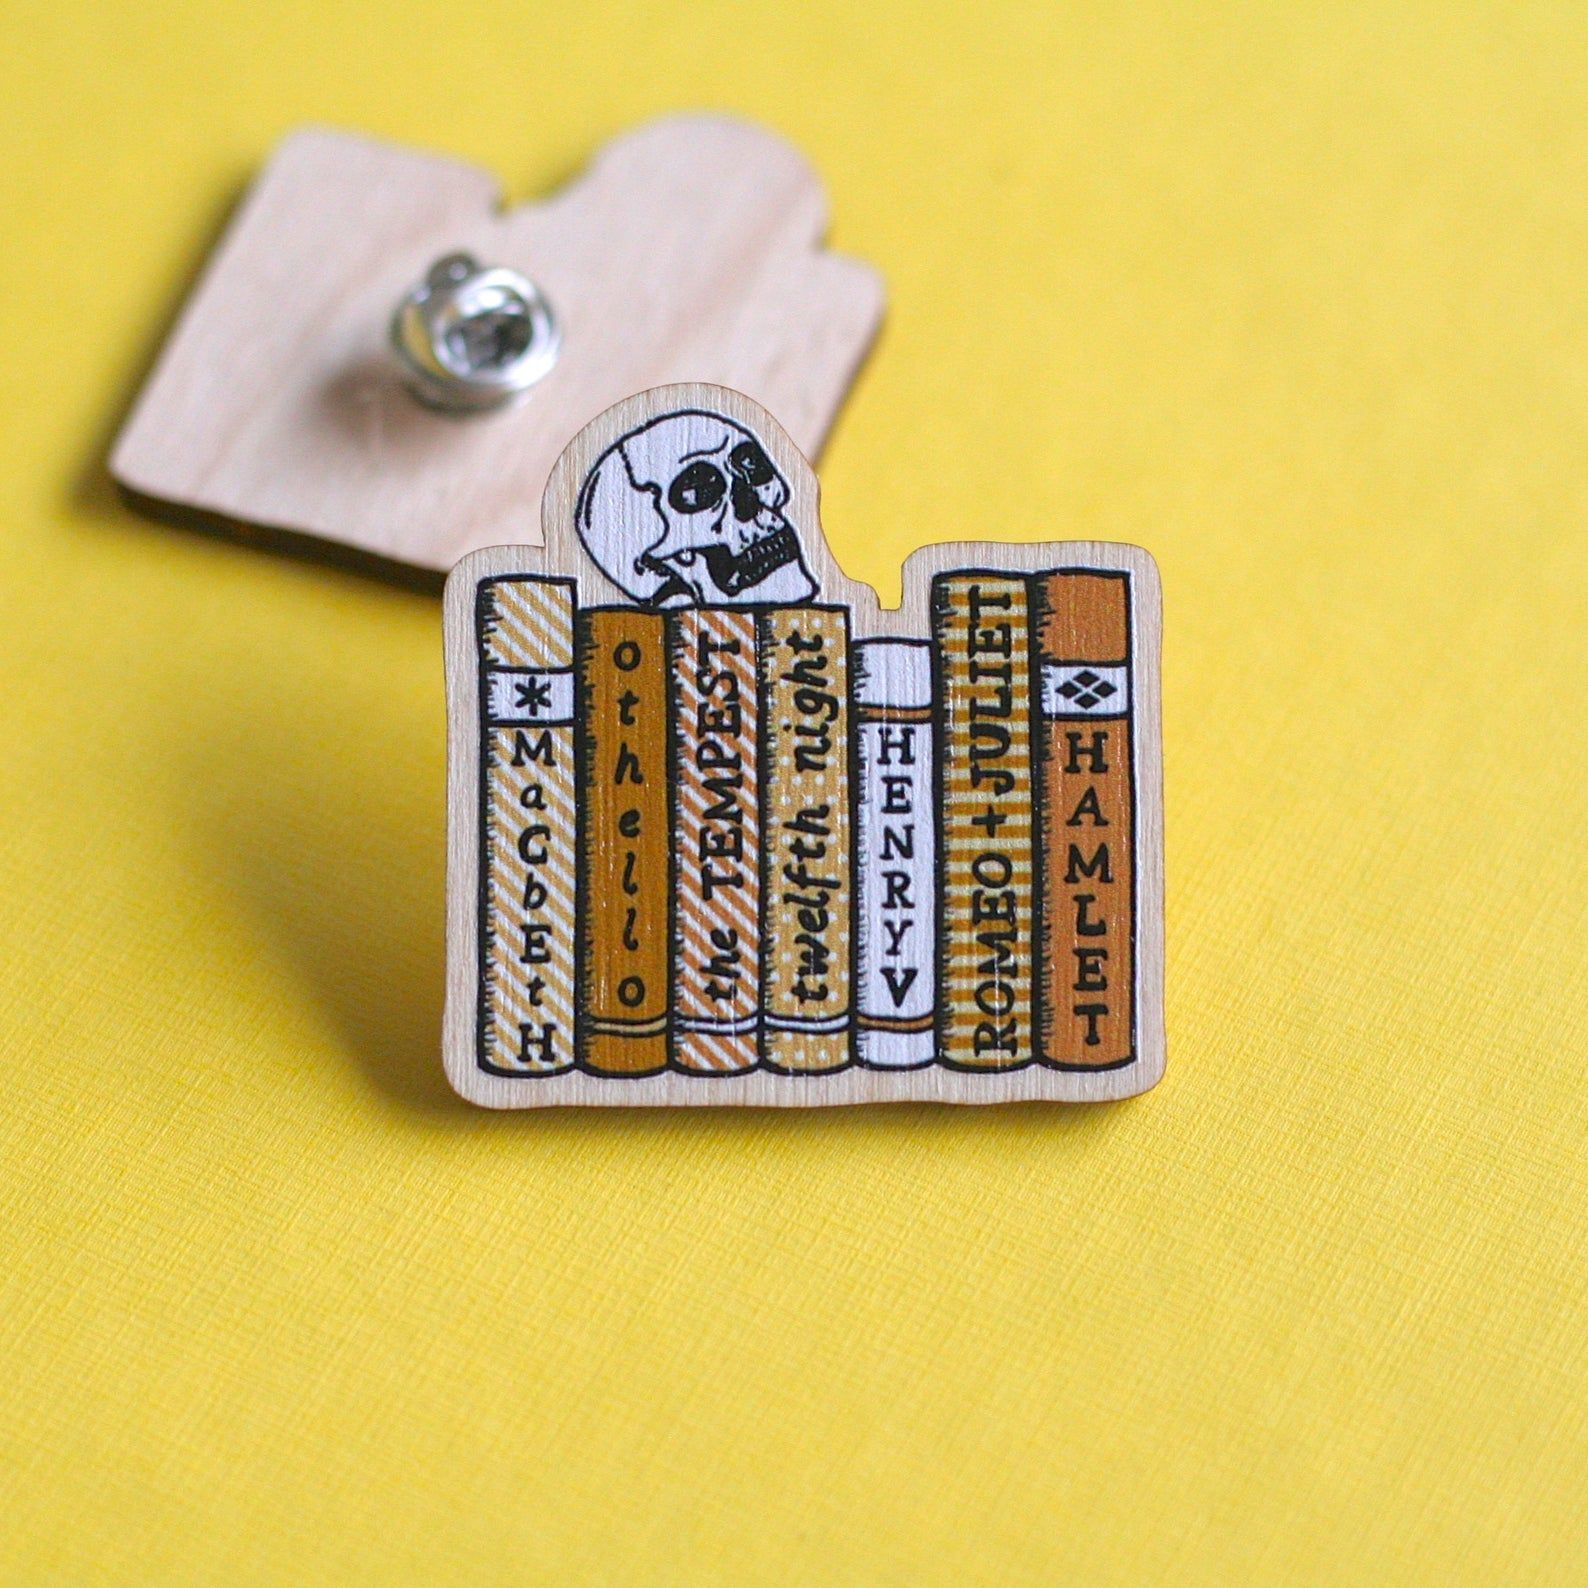 MaCbEtH
othello
the TEMPEST
twelfth night
HENRY V
ROMEO + JULIET
HAMLET